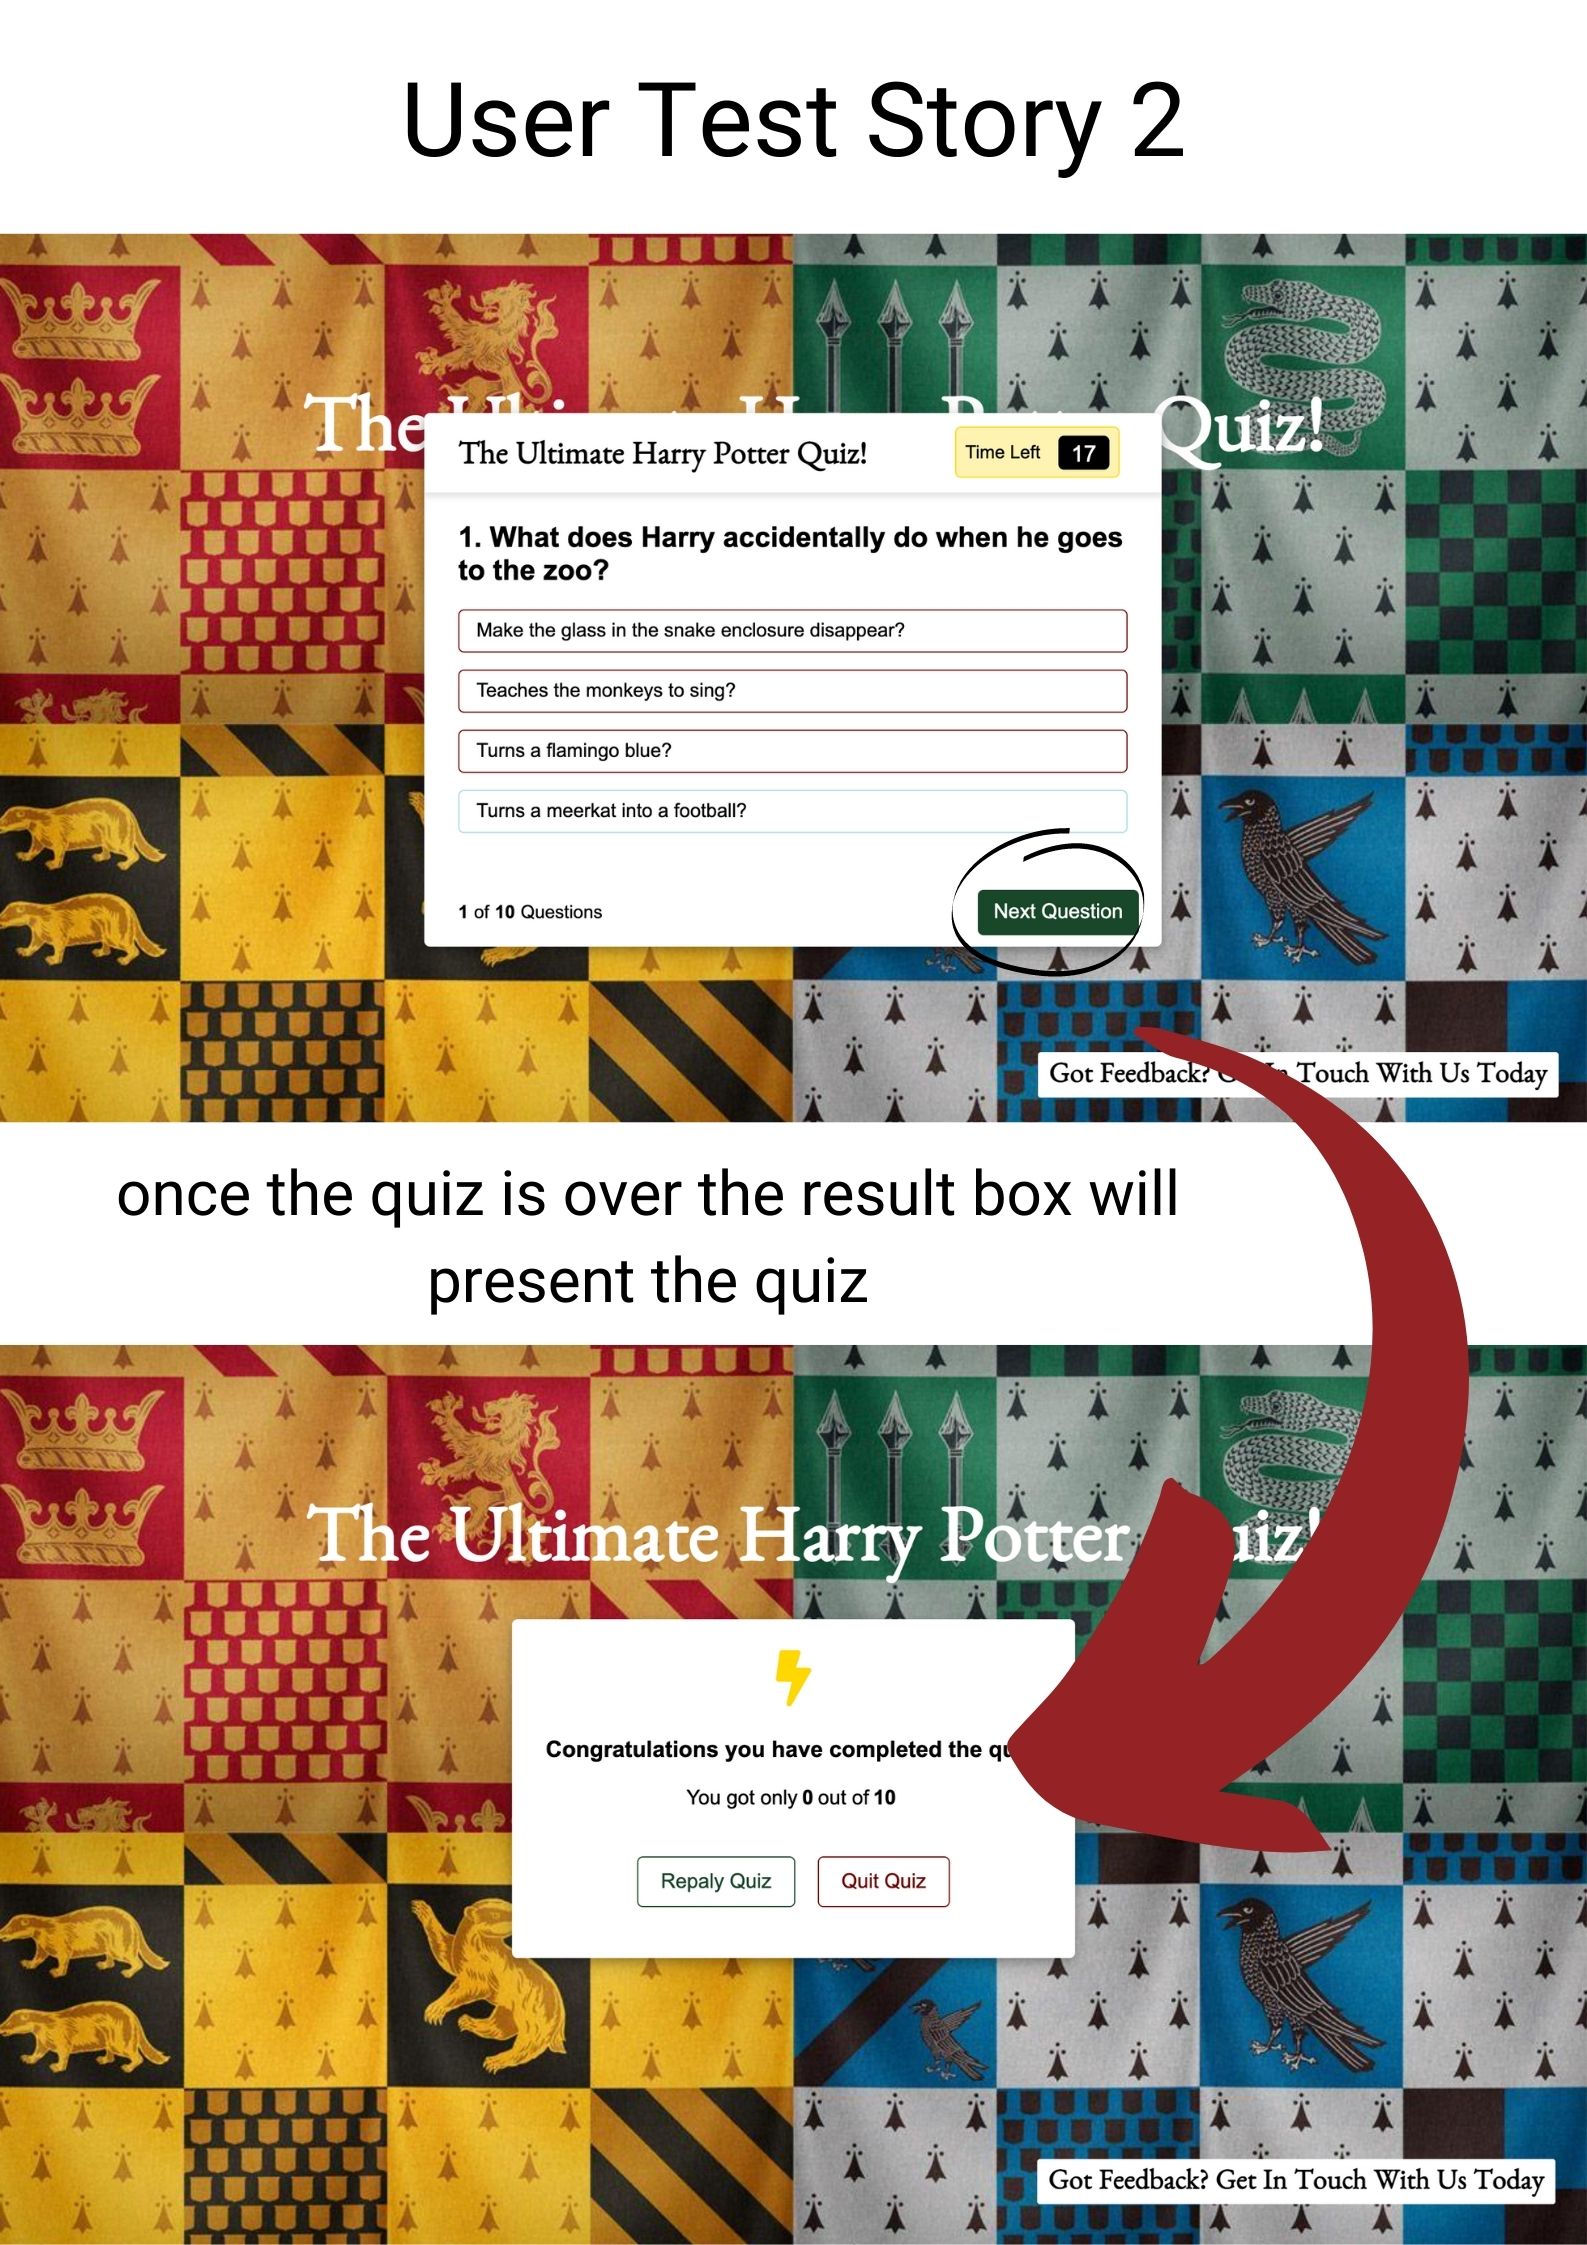 User Test Story 2
The Quiz!
The Ultimate Harry Potter Quiz!
Time Left 17
1. What does Harry accidentally do when he goes
to the zoo?
Make the glass in the snake enclosure disappear?
Teaches the monkeys to sing?
Turns a flamingo blue?
Turns a meerkat into a football?
1 of 10 Questions
Next Question
Got Feedback? Touch With Us Today
once the quiz is over the result box will
present the quiz
The Ultimate Harry Potter
Congratulations you have completed the
You got only 0 out of 10
Repaly Quiz
Quit Quiz
Got Feedback? Get In Touch With Us Today